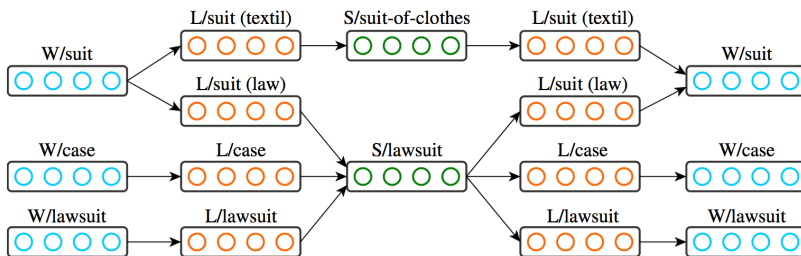 L/suit (textil) S/suit-of-clothes L/suit (textil)
W/suit W/suit
L/suit (law) L/suit (law)
W/case L/case S/lawsuit L/case W/case
W/lawsuit L/lawsuit L/lawsuit W/lawsuit